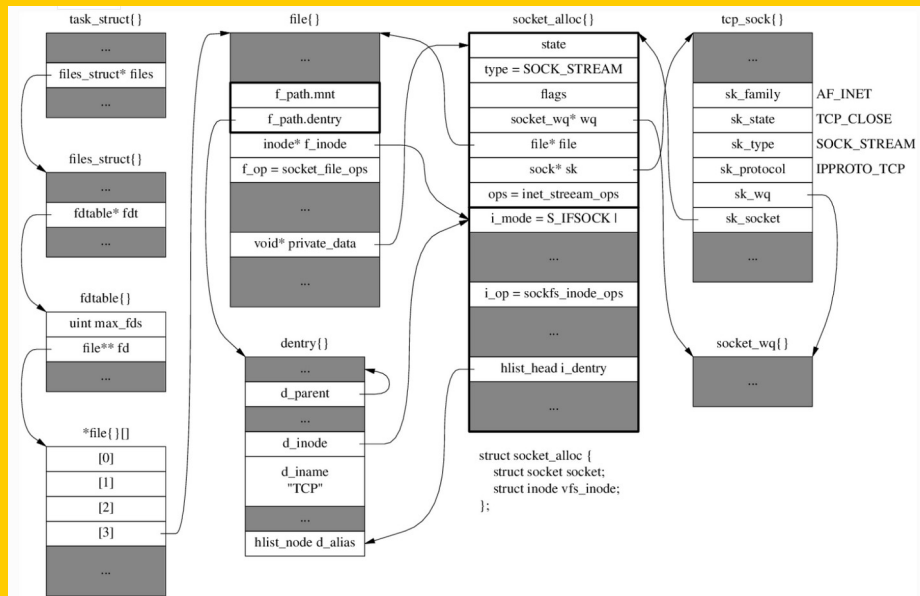 task_struct{}
...
files_struct* files
...
files_struct{}
...
fdtable* fdt
...
fdtable{}
uint max_fds
file** fd
...
*file{}[]
[0]
[1]
[2]
[3]
...
file{}
...
f_path.mnt
f_path.dentry
inode* f_inode
f_op = socket_file_ops
...
void* private_data
...
dentry{}
...
d_parent
...
d_inode
d_iname
"TCP"
...
hlist_node d_alias
socket_alloc{}
state
type = SOCK_STREAM
flags
socket_wq* wq
file* file
sock* sk
ops = inet_stream_ops
i_mode = S_IFSOCK |
...
i_op = sockfs_inode_ops
...
hlist_head i_dentry
...
struct socket_alloc {
struct socket socket;
struct inode vfs_inode;
};
tcp_sock{}
...
sk_family AF_INET
sk_state TCP_CLOSE
sk_type SOCK_STREAM
sk_protocol IPPROTO_TCP
sk_wq
sk_socket
...
socket_wq{}
...